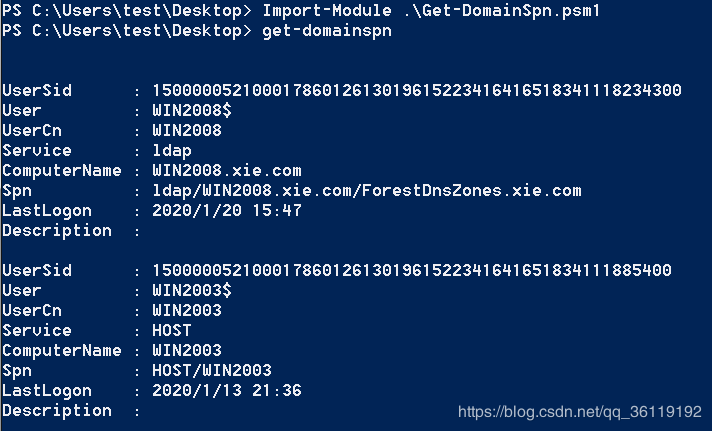 PS C:\Users\test\Desktop> Import-Module .\Get-DomainSpn.psm1
PS C:\Users\test\Desktop> get-domainspn
UserSid : 15000005210001786012613019615223416416518341118234300
User : WIN2008$
UserCn : WIN2008
Service : ldap
ComputerName : WIN2008.xie.com
Spn : ldap/WIN2008.xie.com/ForestDnsZones.xie.com
LastLogon : 2020/1/20 15:47
Description :
UserSid : 1500000521000178601261301961522341641651834111885400
User : WIN2003$
UserCn : WIN2003
Service : HOST
ComputerName : WIN2003
Spn : HOST/WIN2003
LastLogon : 2020/1/13 21:36
Description :
https://blog.csdn.net/qq_36119192